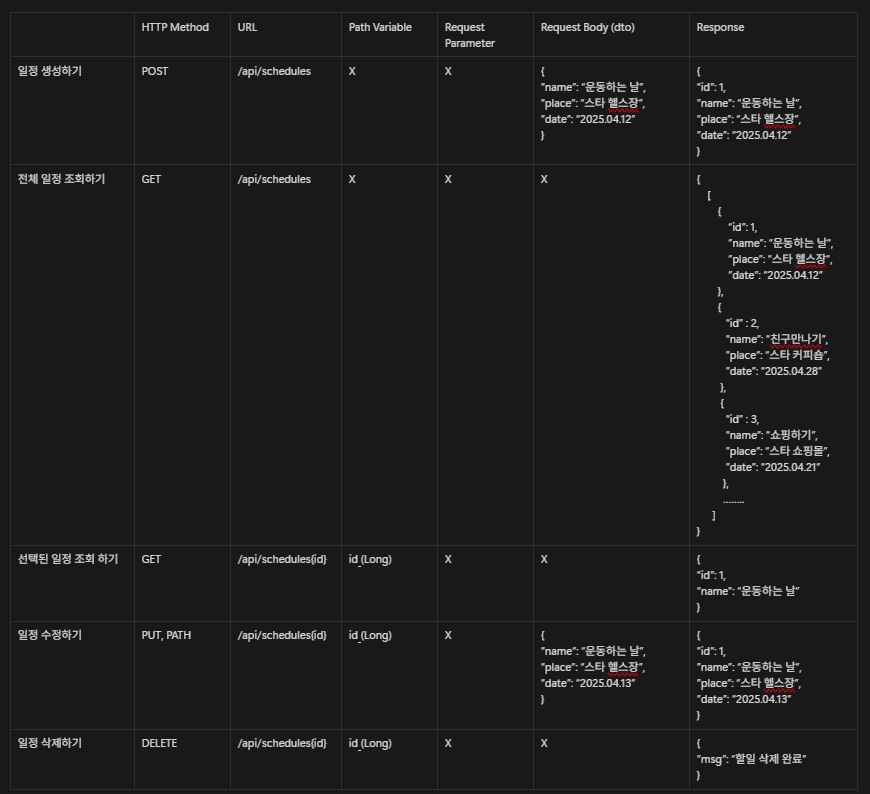 HTTP Method URL Path Variable Request Parameter Request Body (dto) Response
일정 생성하기 POST /api/schedules X X
{
"name": "운동하는 날",
"place": "스타 헬스장",
"date": "2025.04.12"
}
{
"id": 1,
"name": "운동하는 날",
"place": "스타 헬스장",
"date": "2025.04.12"
}
전체 일정 조회하기 GET /api/schedules X X X
{
[
{
"id": 1,
"name": "운동하는 날",
"place": "스타 헬스장",
"date": "2025.04.12"
},
{
"id" : 2,
"name": "친구만나기",
"place": "스타 커피숍",
"date": "2025.04.28"
},
{
"id" : 3,
"name": "쇼핑하기",
"place": "스타 쇼핑몰",
"date": "2025.04.21"
},
........
]
}
선택된 일정 조회 하기 GET /api/schedules{id} id (Long) X X
{
"id": 1,
"name": "운동하는 날"
}
일정 수정하기 PUT, PATH /api/schedules{id} id (Long) X
{
"name": "운동하는 날",
"place": "스타 헬스장",
"date": "2025.04.13"
}
{
"id": 1,
"name": "운동하는 날",
"place": "스타 헬스장",
"date": "2025.04.13"
}
일정 삭제하기 DELETE /api/schedules{id} id (Long) X X
{
"msg": "할일 삭제 완료"
}